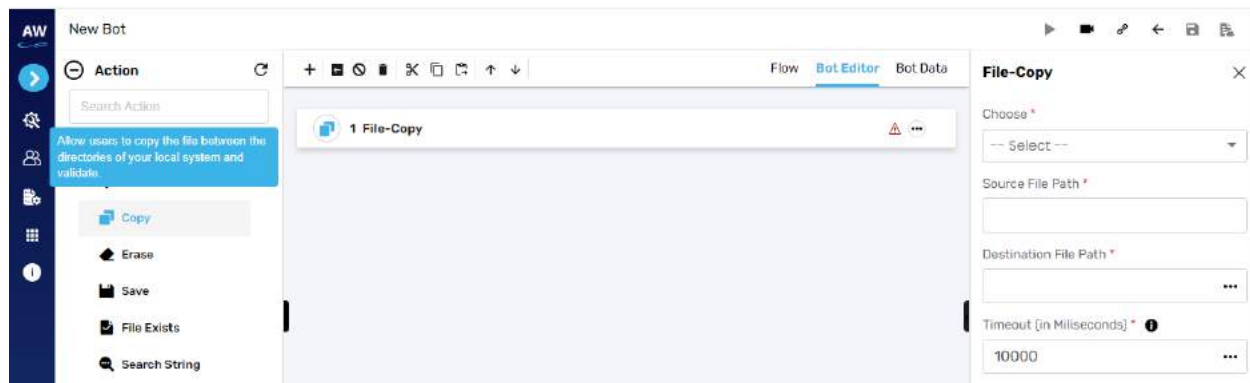 AW
New Bot
Action
Search Action
Allow users to copy the file between the
directories of your local system and
validate.
Copy
Erase
Save
File Exists
Search String
Flow
Bot Editor
Bot Data
1 File-Copy
File-Copy
Choose *
-- Select --
Source File Path *
Destination File Path *
Timeout (in Miliseconds) *
10000